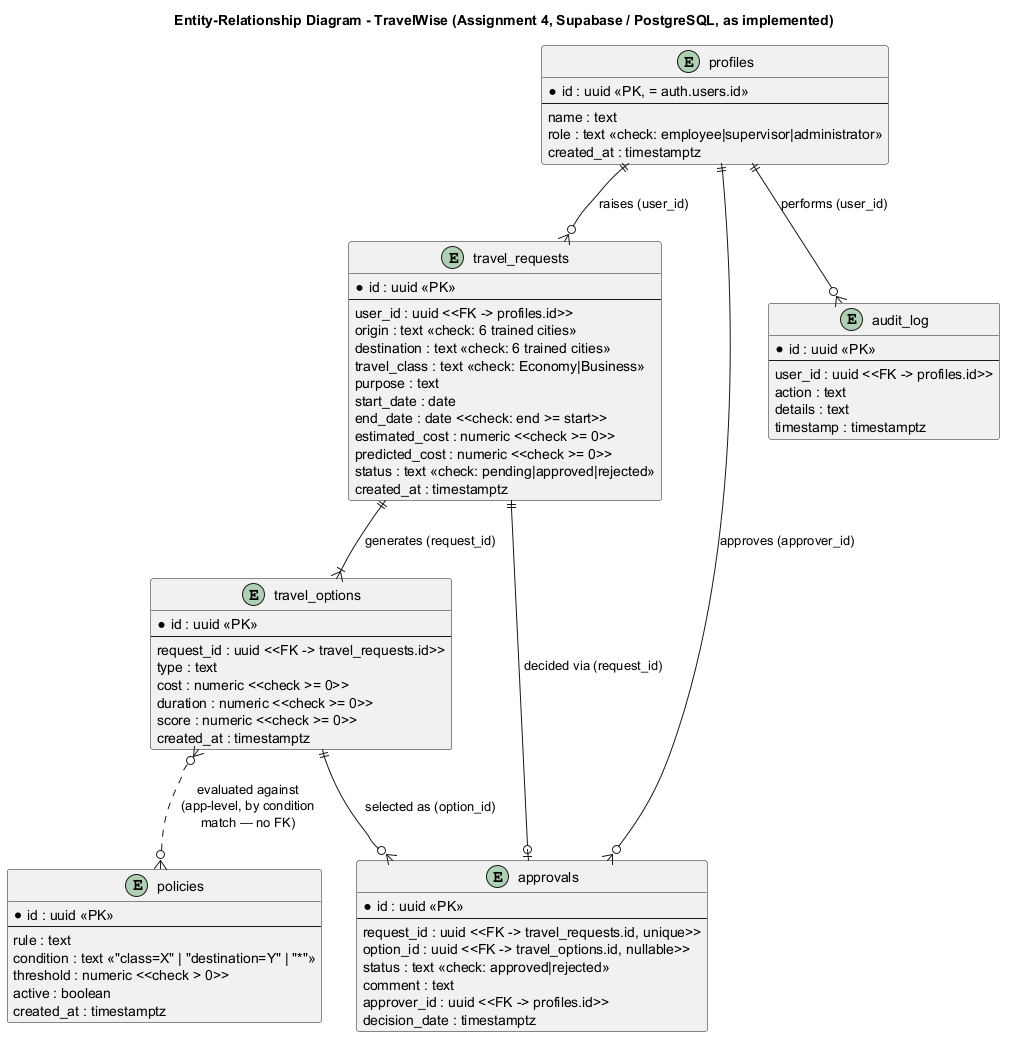 Entity-Relationship Diagram - TravelWise (Assignment 4, Supabase / PostgreSQL, as implemented)
E profiles
id : uuid «PK, = auth.users.id»
name : text
role : text «check: employee|supervisor|administrator»
created_at : timestamptz
raises (user_id)
performs (user_id)
E travel_requests
id : uuid «PK»
user_id : uuid <<FK -> profiles.id>>
origin : text «check: 6 trained cities»
destination : text «check: 6 trained cities»
travel_class : text «check: Economy|Business»
purpose : text
start_date : date
end_date : date <<check: end >= start>>
estimated_cost : numeric <<check >= 0>>
predicted_cost : numeric <<check >= 0>>
status : text «check: pending|approved|rejected»
created_at : timestamptz
E audit_log
id : uuid «PK»
user_id : uuid <<FK -> profiles.id>>
action : text
details : text
timestamp : timestamptz
generates (request_id)
approves (approver_id)
E travel_options
id : uuid «PK»
request_id : uuid <<FK -> travel_requests.id>>
type : text
cost : numeric <<check >= 0>>
duration : numeric <<check >= 0>>
score : numeric <<check >= 0>>
created_at : timestamptz
decided via (request_id)
evaluated against
(app-level, by condition
match — no FK)
selected as (option_id)
E policies
id : uuid «PK»
rule : text
condition : text «"class=X" | "destination=Y" | "*"»
threshold : numeric <<check > 0>>
active : boolean
created_at : timestamptz
E approvals
id : uuid «PK»
request_id : uuid <<FK -> travel_requests.id, unique>>
option_id : uuid <<FK -> travel_options.id, nullable>>
status : text «check: approved|rejected»
comment : text
approver_id : uuid <<FK -> profiles.id>>
decision_date : timestamptz